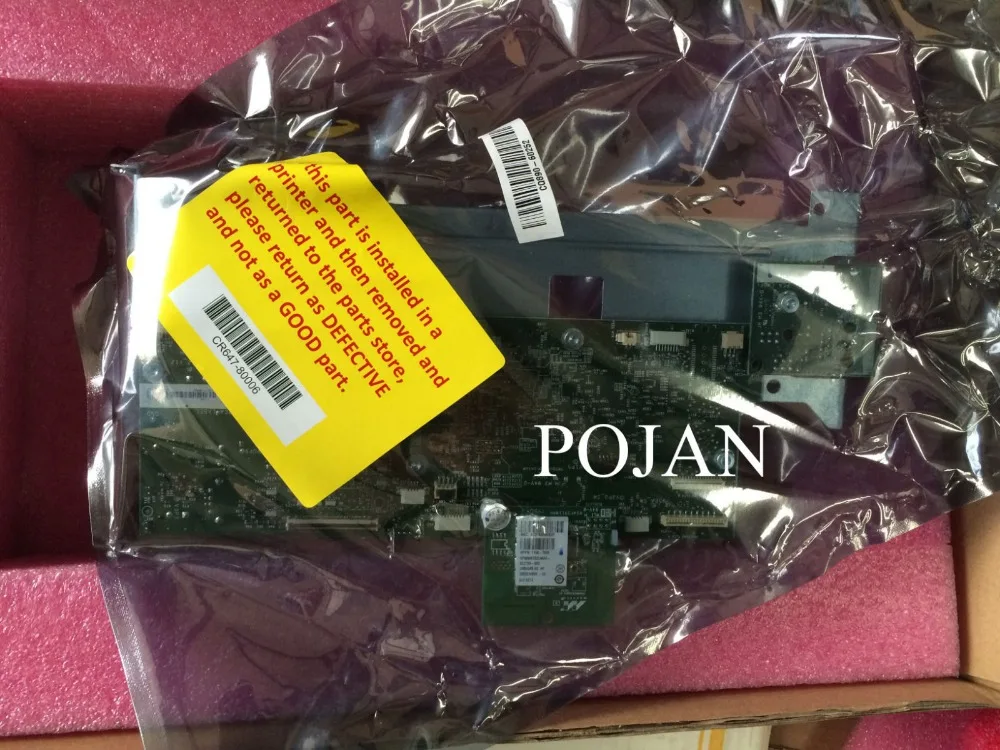 this part is installed in a
printer and then removed and
returned to the parts store,
please return as DEFECTIVE
and not as a GOOD part.
CR647-80006
CQ890- 60252
POJAN